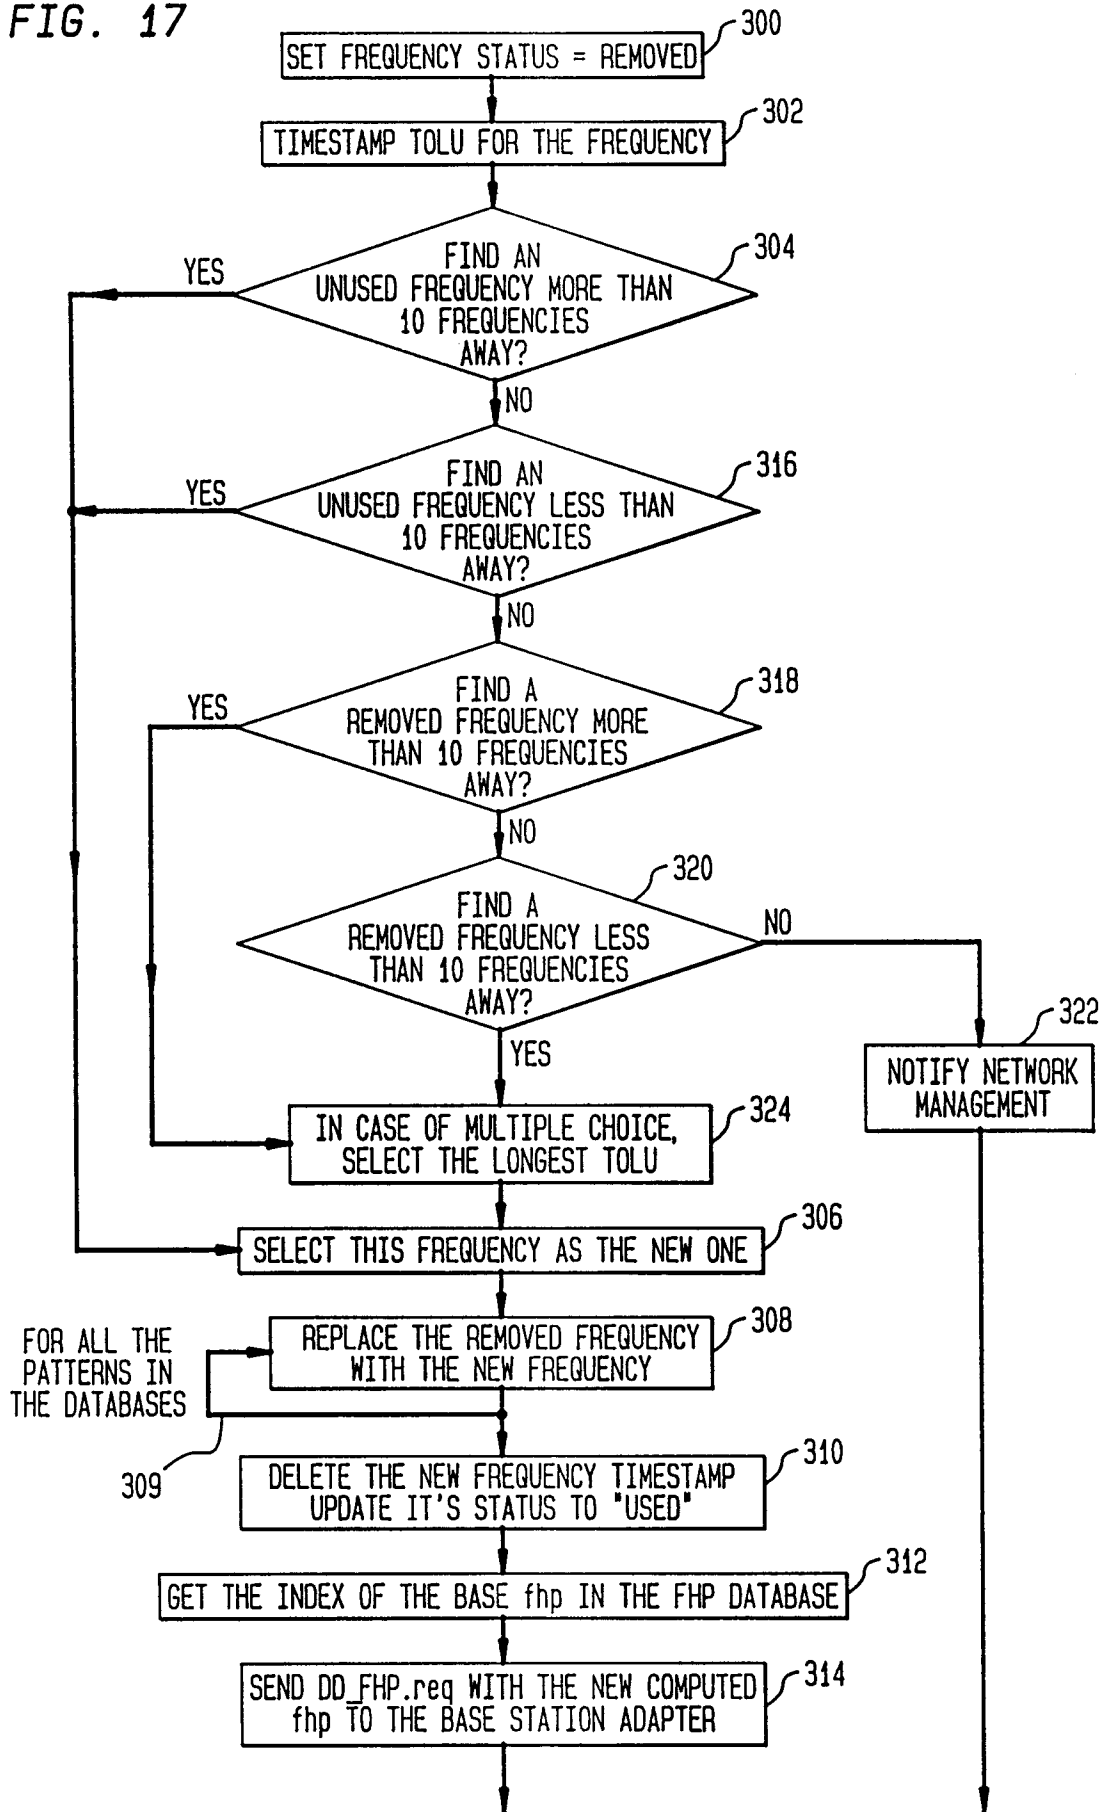 FIG. 17
300
SET FREQUENCY STATUS = REMOVED
302
TIMESTAMP TOLU FOR THE FREQUENCY
304
FIND AN
UNUSED FREQUENCY MORE THAN
10 FREQUENCIES
AWAY?
YES
NO
316
FIND AN
UNUSED FREQUENCY LESS THAN
10 FREQUENCIES
AWAY?
YES
NO
318
FIND A
REMOVED FREQUENCY MORE
THAN 10 FREQUENCIES
AWAY?
YES
NO
320
FIND A
REMOVED FREQUENCY LESS
THAN 10 FREQUENCIES
AWAY?
NO
YES
322
NOTIFY NETWORK
MANAGEMENT
324
IN CASE OF MULTIPLE CHOICE,
SELECT THE LONGEST TOLU
306
SELECT THIS FREQUENCY AS THE NEW ONE
308
REPLACE THE REMOVED FREQUENCY
WITH THE NEW FREQUENCY
FOR ALL THE
PATTERNS IN
THE DATABASES
309
310
DELETE THE NEW FREQUENCY TIMESTAMP
UPDATE IT'S STATUS TO "USED"
312
GET THE INDEX OF THE BASE fhp IN THE FHP DATABASE
314
SEND DD_FHP.req WITH THE NEW COMPUTED
fhp TO THE BASE STATION ADAPTER